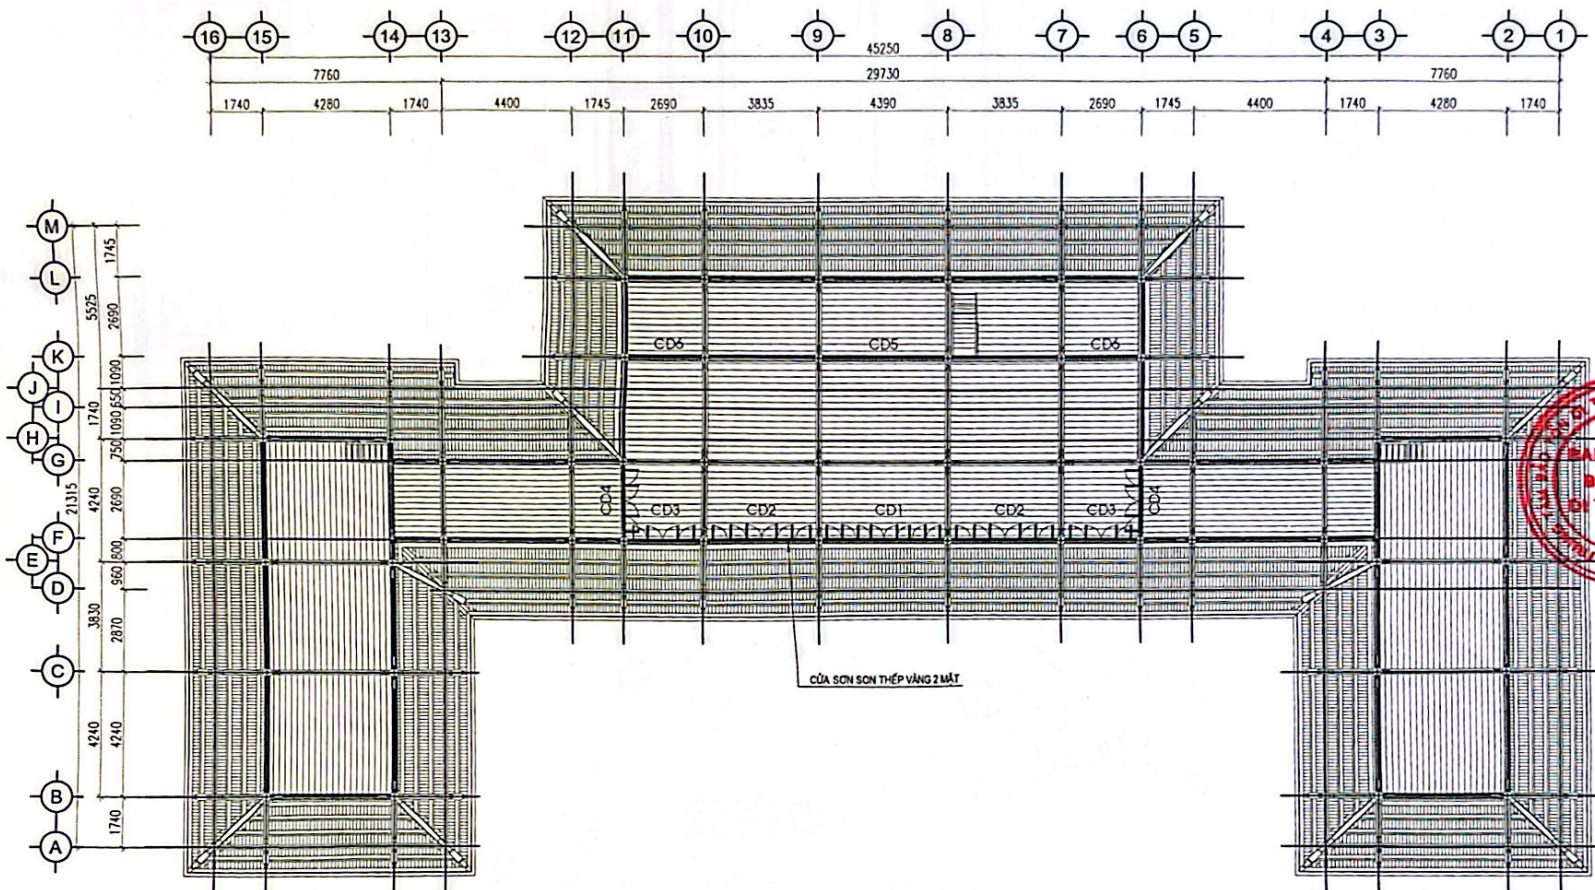 16 15 14 13 12 11 10 9 8 7 6 5 4 3 2 1
45250
7760 29730 7760
1740 4280 1740 4400 1745 2690 3835 4390 3835 2690 1745 4400 1740 4280 1740
M
L
K
J
I
H
G
F
E
D
C
B
A
21315
5525
1740
4240
3830
4240
1745
2690
1090
550
1090
750
2690
800
960
2870
4240
1740
CD6 CD5 CD6
CD4 CD3 CD2 CD1 CD2 CD3 CD4
CỬA SƠN SON THẾP VÀNG 2 MẶT